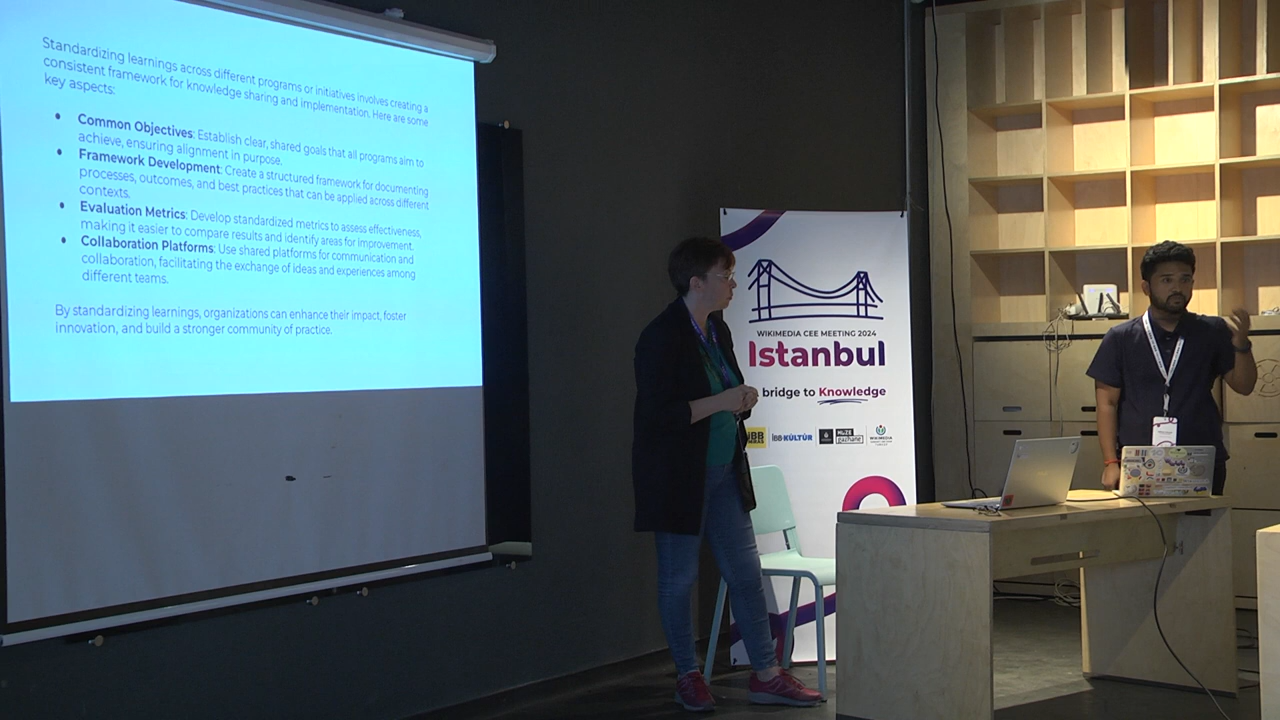 Standardizing learnings across different programs or initiatives involves creating a
consistent framework for knowledge sharing and implementation. Here are some
key aspects:
• Common Objectives: Establish clear, shared goals that all programs aim to
achieve, ensuring alignment in purpose.
• Framework Development: Create a structured framework for documenting
processes, outcomes, and best practices that can be applied across different
contexts.
• Evaluation Metrics: Develop standardized metrics to assess effectiveness,
making it easier to compare results and identify areas for improvement.
• Collaboration Platforms: Use shared platforms for communication and
collaboration, facilitating the exchange of ideas and experiences among
different teams.
By standardizing learnings, organizations can enhance their impact, foster
innovation, and build a stronger community of practice.
WIKIMEDIA CEE MEETING 2024
Istanbul
bridge to Knowledge
İBB
İBB KÜLTÜR
MÜZE
gazhane
WIKIMEDIA